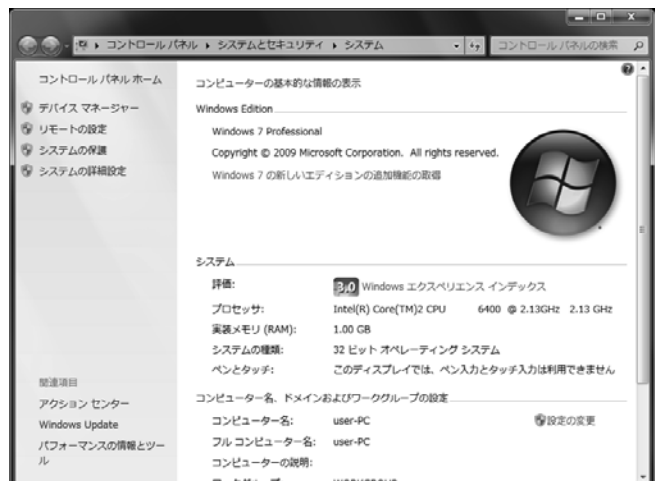 コントロール パネル ▸ システムとセキュリティ ▸ システム
コントロール パネルの検索
コントロール パネル ホーム
デバイス マネージャー
リモートの設定
システムの保護
システムの詳細設定
関連項目
アクション センター
Windows Update
パフォーマンスの情報とツー
ル
コンピューターの基本的な情報の表示
Windows Edition
Windows 7 Professional
Copyright © 2009 Microsoft Corporation. All rights reserved.
Windows 7 の新しいエディションの追加機能の取得
システム
評価: 3.0 Windows エクスペリエンス インデックス
プロセッサ: Intel(R) Core(TM)2 CPU 6400 @ 2.13GHz 2.13 GHz
実装メモリ (RAM): 1.00 GB
システムの種類: 32 ビット オペレーティング システム
ペンとタッチ: このディスプレイでは、ペン入力とタッチ入力は利用できません
コンピューター名、ドメインおよびワークグループの設定
コンピューター名: user-PC 設定の変更
フル コンピューター名: user-PC
コンピューターの説明: